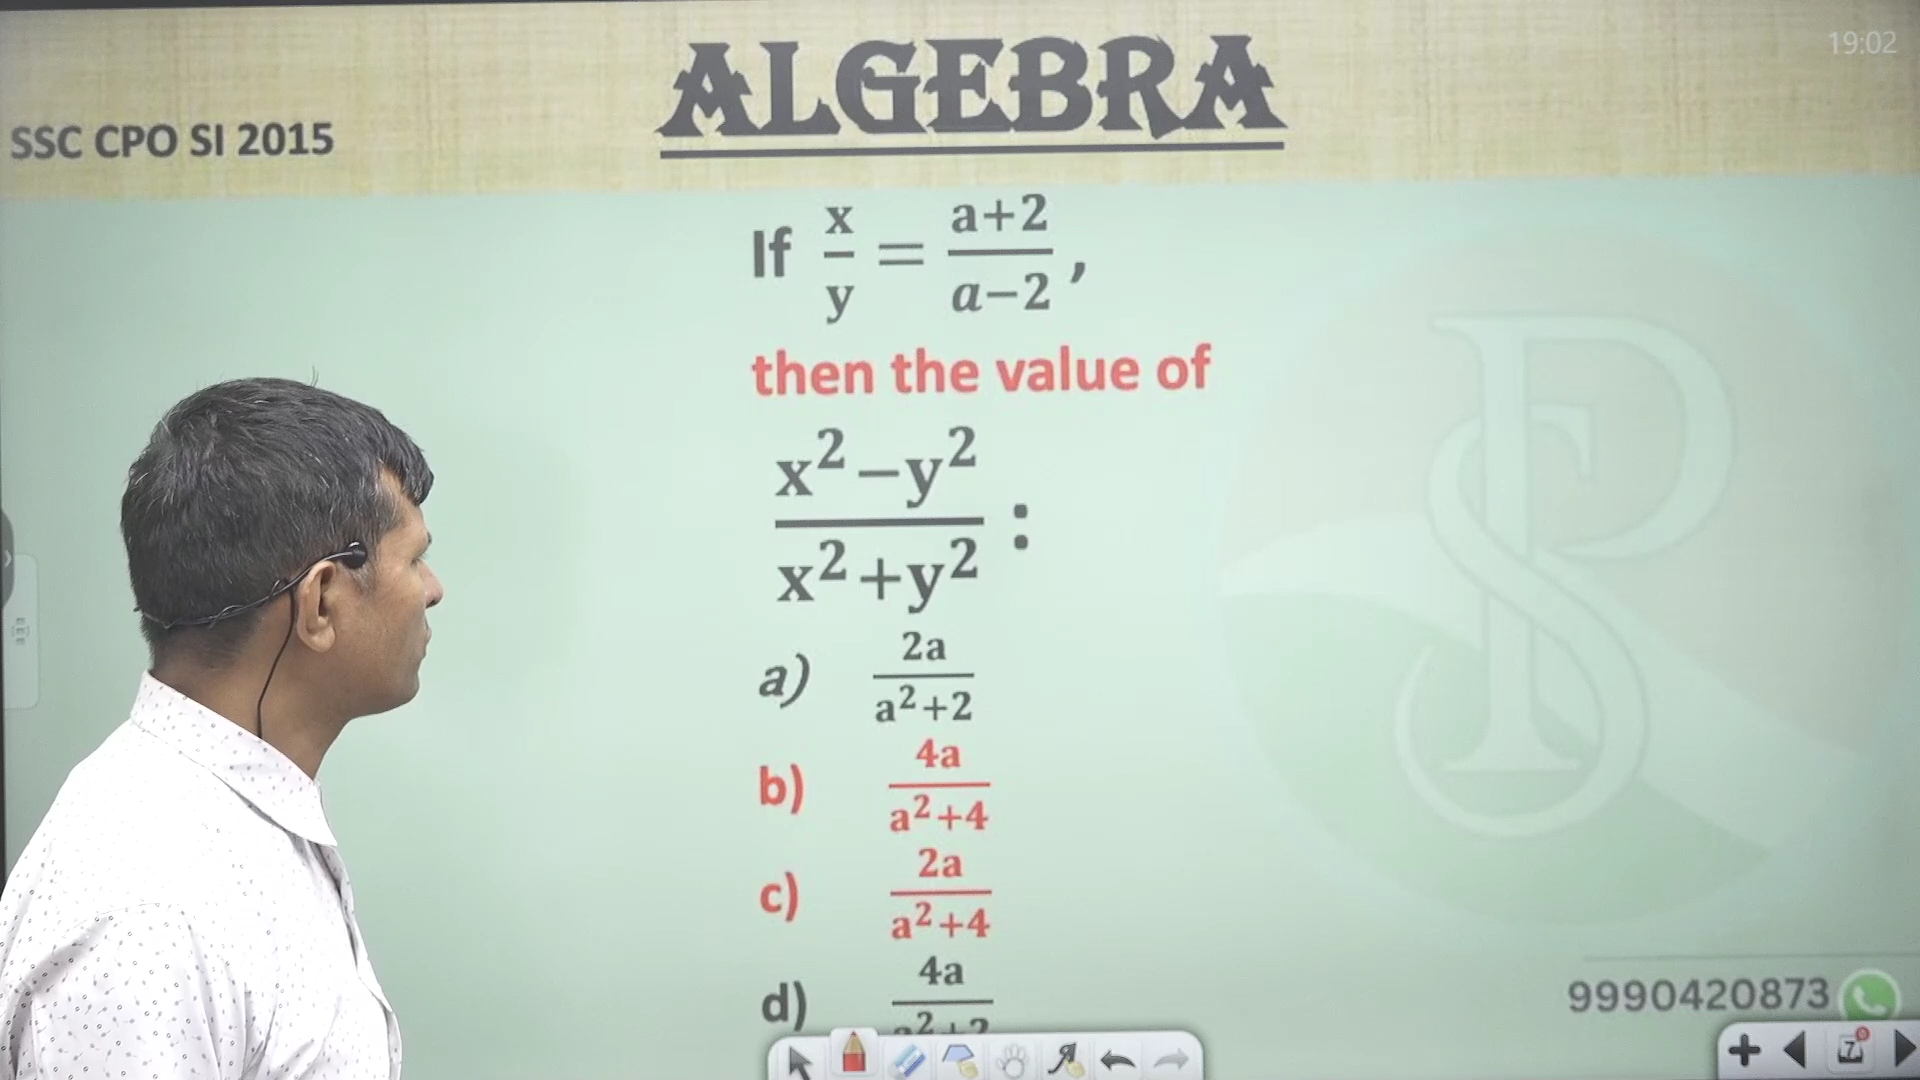 19:02
ALGEBRA
SSC CPO SI 2015
If x/y = a+2/a−2 ,
then the value of
x²−y²/x²+y² :
a) 2a/a²+2
b) 4a/a²+4
c) 2a/a²+4
d) 4a
9990420873
7